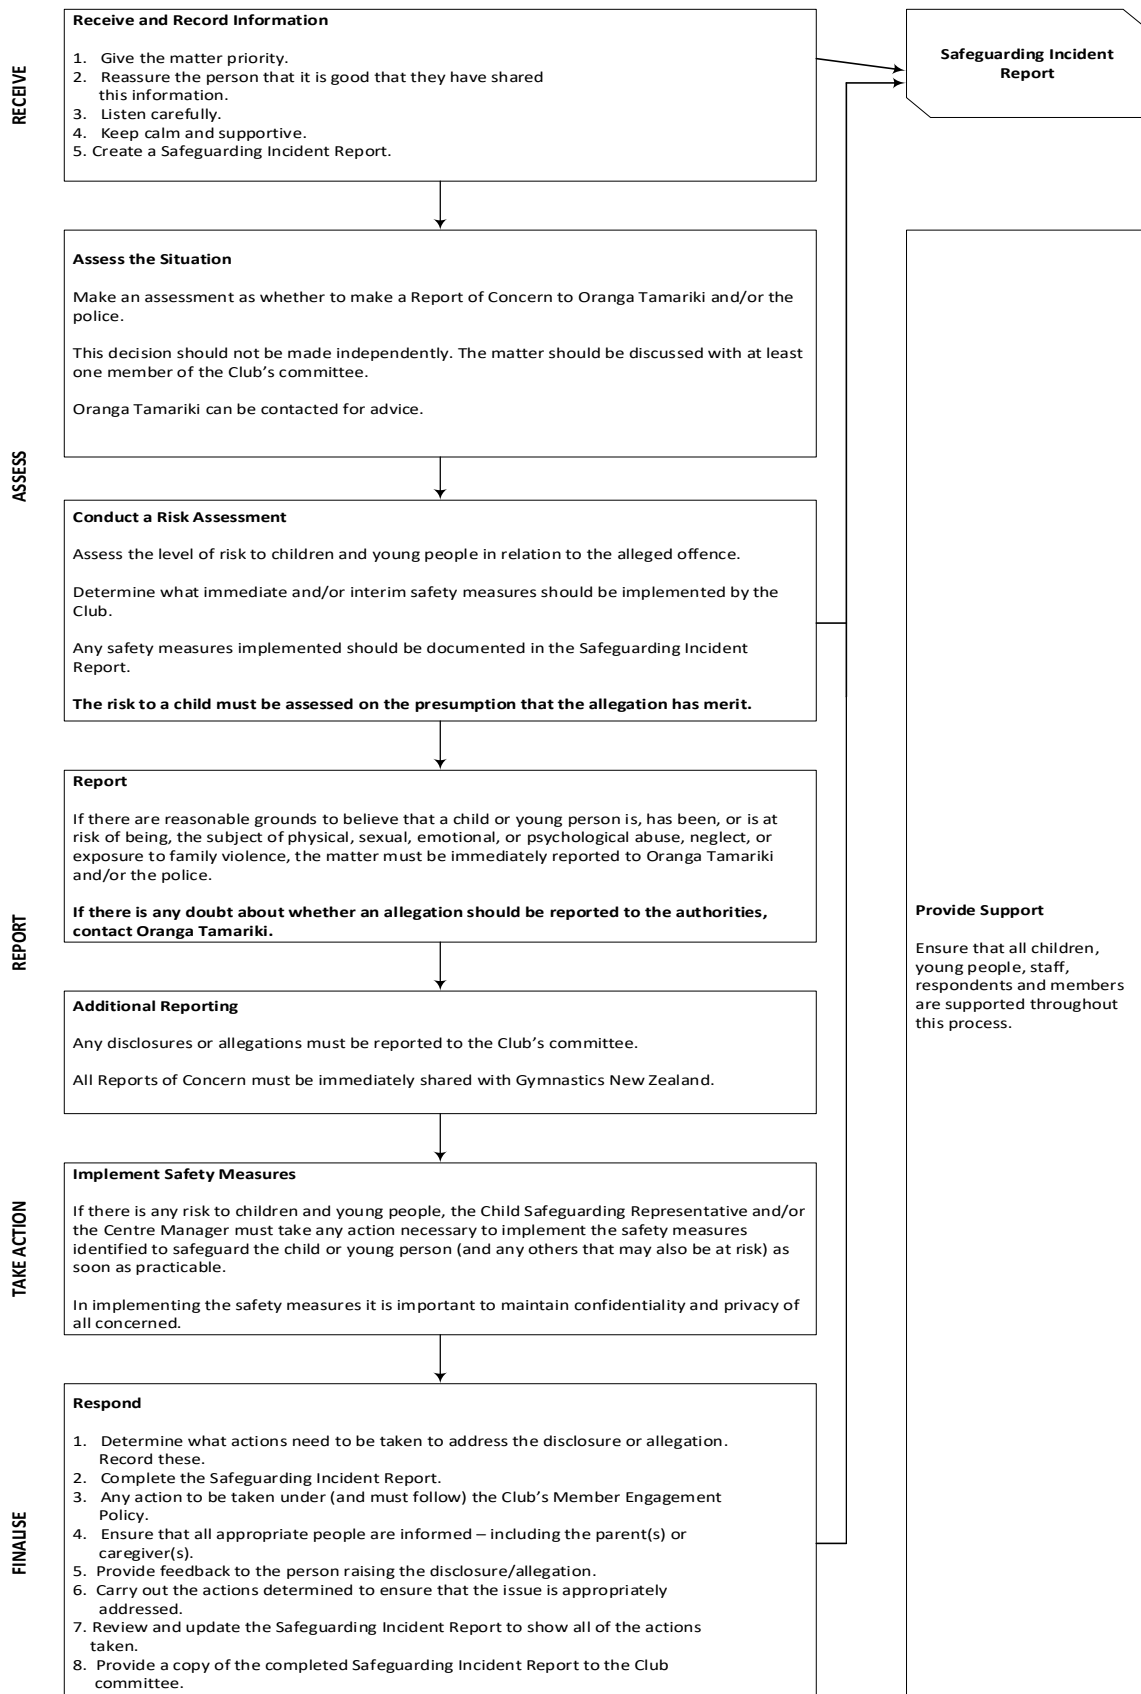 RECEIVE
Receive and Record Information
1. Give the matter priority.
2. Reassure the person that it is good that they have shared
this information.
3. Listen carefully.
4. Keep calm and supportive.
5. Create a Safeguarding Incident Report.
Safeguarding Incident
Report
ASSESS
Assess the Situation
Make an assessment as whether to make a Report of Concern to Oranga Tamariki and/or the
police.
This decision should not be made independently. The matter should be discussed with at least
one member of the Club's committee.
Oranga Tamariki can be contacted for advice.
Conduct a Risk Assessment
Assess the level of risk to children and young people in relation to the alleged offence.
Determine what immediate and/or interim safety measures should be implemented by the
Club.
Any safety measures implemented should be documented in the Safeguarding Incident
Report.
The risk to a child must be assessed on the presumption that the allegation has merit.
REPORT
Report
If there are reasonable grounds to believe that a child or young person is, has been, or is at
risk of being, the subject of physical, sexual, emotional, or psychological abuse, neglect, or
exposure to family violence, the matter must be immediately reported to Oranga Tamariki
and/or the police.
If there is any doubt about whether an allegation should be reported to the authorities,
contact Oranga Tamariki.
Additional Reporting
Any disclosures or allegations must be reported to the Club's committee.
All Reports of Concern must be immediately shared with Gymnastics New Zealand.
Provide Support
Ensure that all children,
young people, staff,
respondents and members
are supported throughout
this process.
TAKE ACTION
Implement Safety Measures
If there is any risk to children and young people, the Child Safeguarding Representative and/or
the Centre Manager must take any action necessary to implement the safety measures
identified to safeguard the child or young person (and any others that may also be at risk) as
soon as practicable.
In implementing the safety measures it is important to maintain confidentiality and privacy of
all concerned.
FINALISE
Respond
1. Determine what actions need to be taken to address the disclosure or allegation.
Record these.
2. Complete the Safeguarding Incident Report.
3. Any action to be taken under (and must follow) the Club's Member Engagement
Policy.
4. Ensure that all appropriate people are informed – including the parent(s) or
caregiver(s).
5. Provide feedback to the person raising the disclosure/allegation.
6. Carry out the actions determined to ensure that the issue is appropriately
addressed.
7. Review and update the Safeguarding Incident Report to show all of the actions
taken.
8. Provide a copy of the completed Safeguarding Incident Report to the Club
committee.